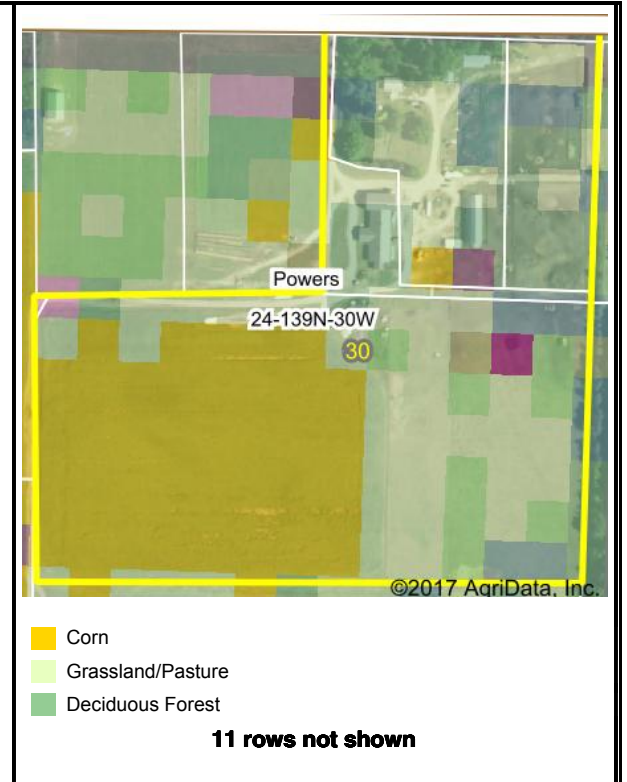 Powers
24-139N-30W
30
©2017 AgriData, Inc.
Corn
Grassland/Pasture
Deciduous Forest
11 rows not shown